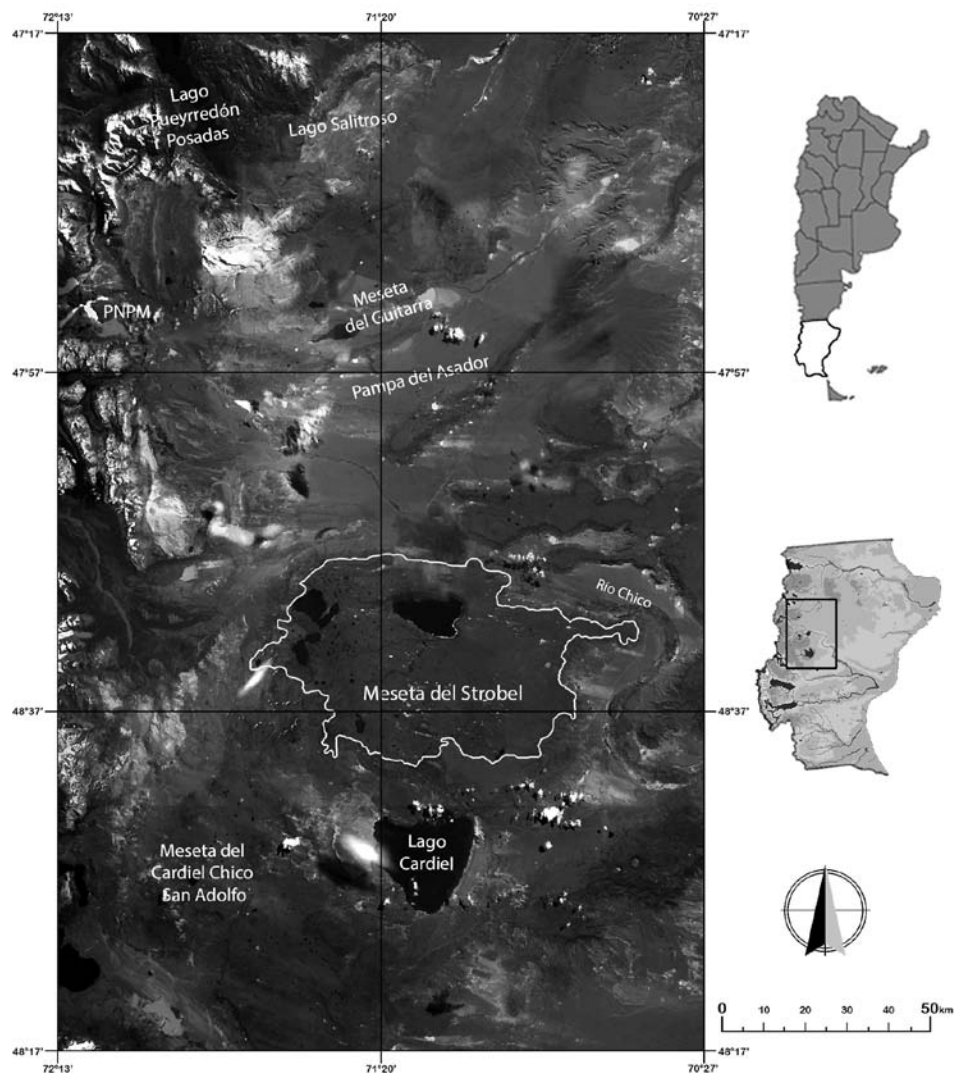 72°13'
71°20'
70°27'
47°17'
47°17'
Lago
Pueyrredón
Posadas
Lago Salitroso
PNPM
Meseta
del Guitarra
47°57'
47°57'
Pampa del Asador
Río Chico
Meseta del Strobel
48°37'
48°37'
Lago
Cardiel
Meseta del
Cardiel Chico
San Adolfo
0 10 20 30 40 50km
48°17'
48°17'
72°13'
71°20'
70°27'